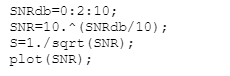 SNRdb=0:2:10;
SNR=10.^(SNRdb/10);
S=1./sqrt(SNR);
plot(SNR);